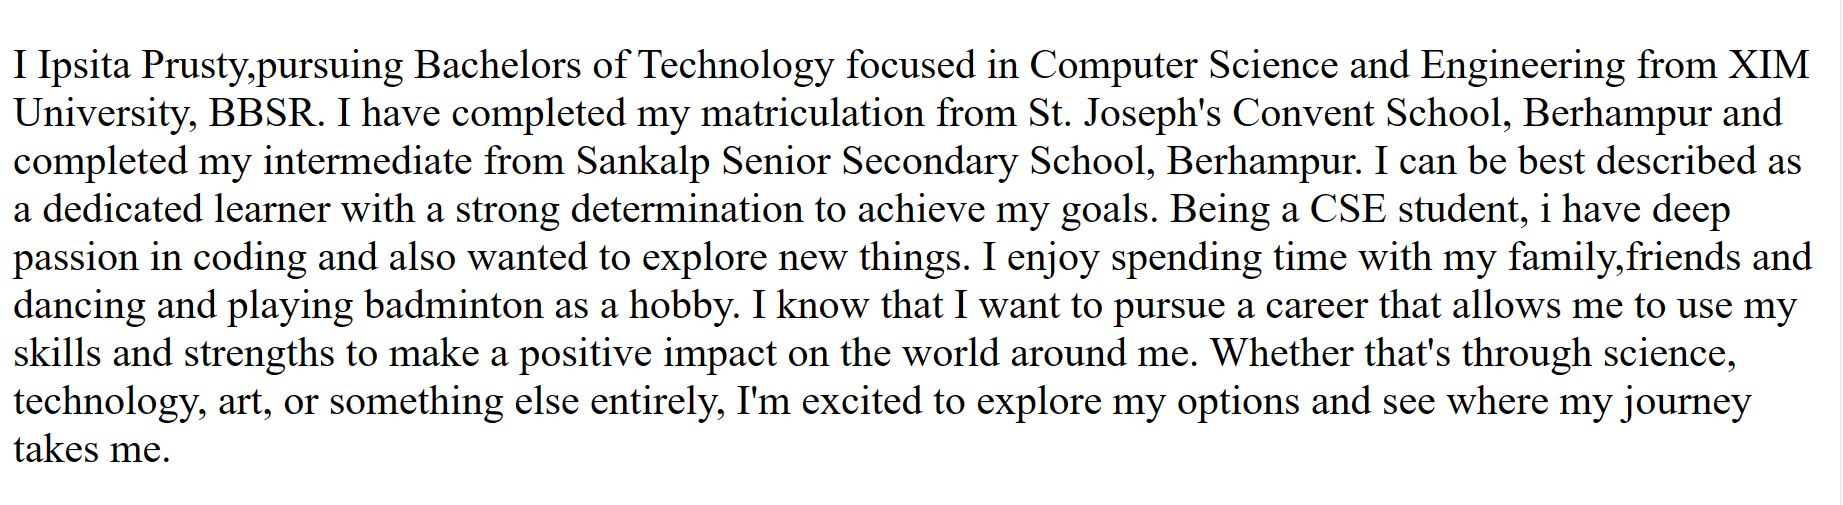 I Ipsita Prusty,pursuing Bachelors of Technology focused in Computer Science and Engineering from XIM
University, BBSR. I have completed my matriculation from St. Joseph's Convent School, Berhampur and
completed my intermediate from Sankalp Senior Secondary School, Berhampur. I can be best described as
a dedicated learner with a strong determination to achieve my goals. Being a CSE student, i have deep
passion in coding and also wanted to explore new things. I enjoy spending time with my family,friends and
dancing and playing badminton as a hobby. I know that I want to pursue a career that allows me to use my
skills and strengths to make a positive impact on the world around me. Whether that's through science,
technology, art, or something else entirely, I'm excited to explore my options and see where my journey
takes me.